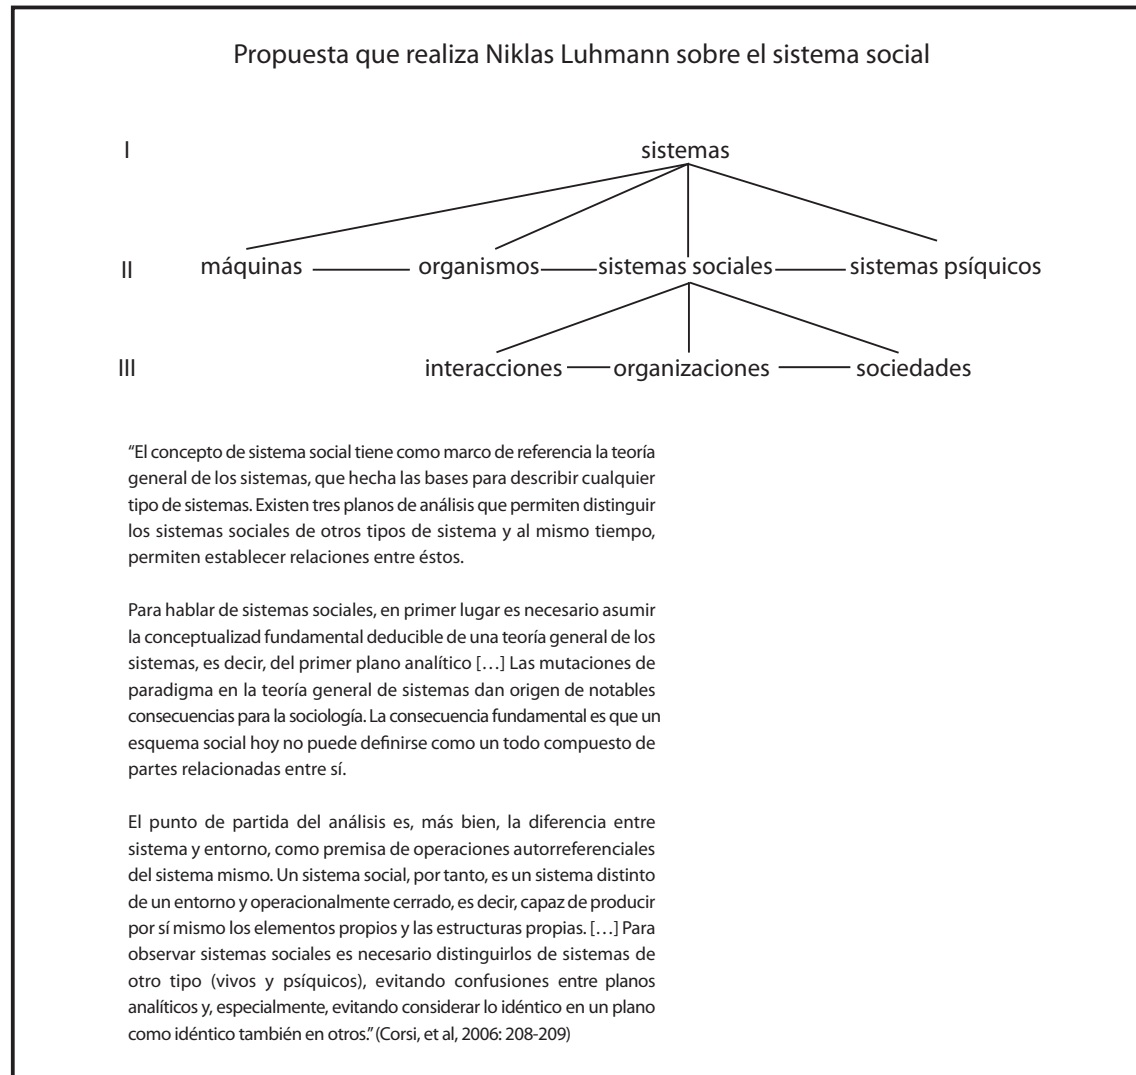 Propuesta que realiza Niklas Luhmann sobre el sistema social
I sistemas
II máquinas organismos sistemas sociales sistemas psíquicos
III interacciones organizaciones sociedades
“El concepto de sistema social tiene como marco de referencia la teoría
general de los sistemas, que hecha las bases para describir cualquier
tipo de sistemas. Existen tres planos de análisis que permiten distinguir
los sistemas sociales de otros tipos de sistema y al mismo tiempo,
permiten establecer relaciones entre éstos.
Para hablar de sistemas sociales, en primer lugar es necesario asumir
la conceptualizad fundamental deducible de una teoría general de los
sistemas, es decir, del primer plano analítico […] Las mutaciones de
paradigma en la teoría general de sistemas dan origen de notables
consecuencias para la sociología. La consecuencia fundamental es que un
esquema social hoy no puede definirse como un todo compuesto de
partes relacionadas entre sí.
El punto de partida del análisis es, más bien, la diferencia entre
sistema y entorno, como premisa de operaciones autorreferenciales
del sistema mismo. Un sistema social, por tanto, es un sistema distinto
de un entorno y operacionalmente cerrado, es decir, capaz de producir
por sí mismo los elementos propios y las estructuras propias. […] Para
observar sistemas sociales es necesario distinguirlos de sistemas de
otro tipo (vivos y psíquicos), evitando confusiones entre planos
analíticos y, especialmente, evitando considerar lo idéntico en un plano
como idéntico también en otros.” (Corsi, et al, 2006: 208-209)